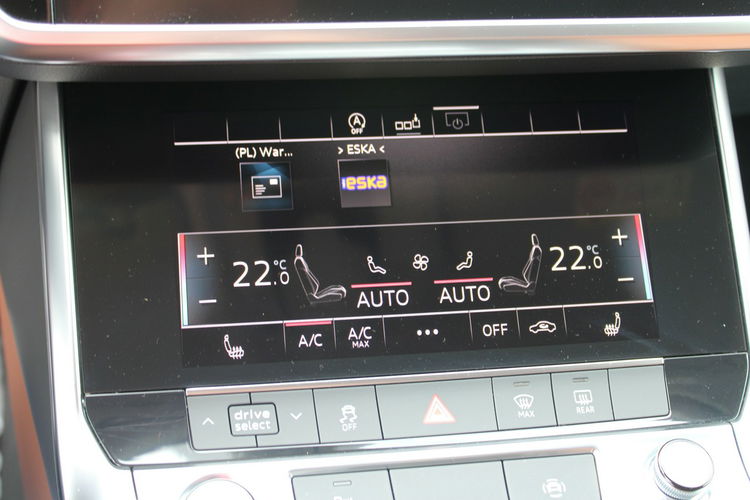 A
OFF
(PL) War...
> ESKA <
eska
+ 22.0 °C
22.0 °C +
− AUTO AUTO −
A/C
A/C MAX
•••
OFF
drive select
OFF
MAX
REAR